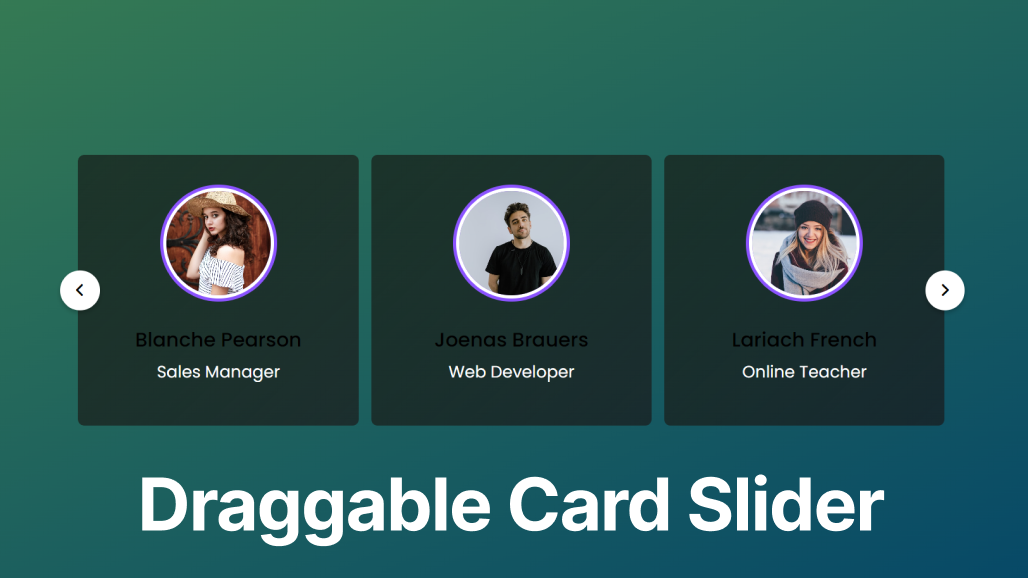 Blanche Pearson
Sales Manager
Joenas Brauers
Web Developer
Lariach French
Online Teacher
Draggable Card Slider